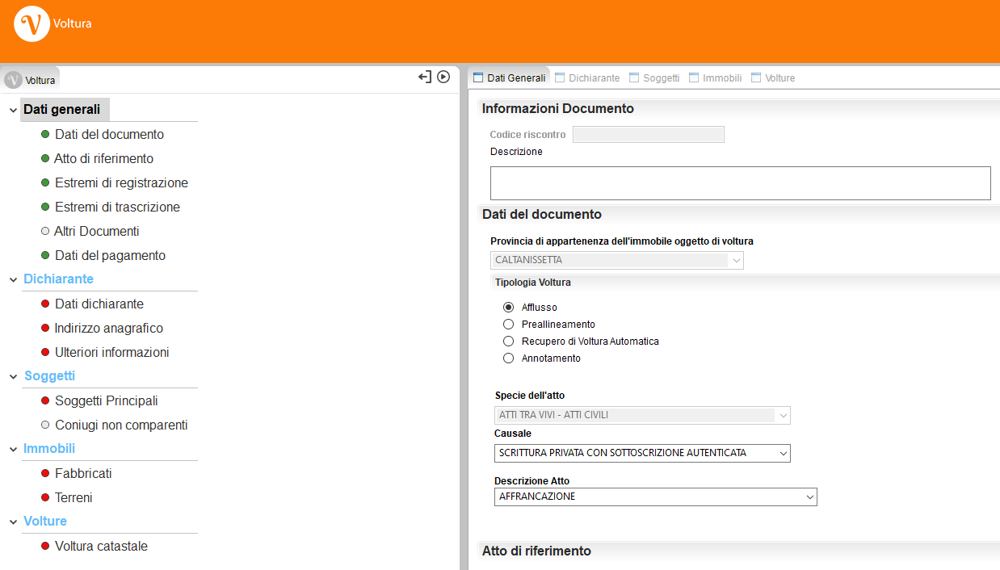 Voltura
Voltura
Dati generali
Dati del documento
Atto di riferimento
Estremi di registrazione
Estremi di trascrizione
Altri Documenti
Dati del pagamento
Dichiarante
Dati dichiarante
Indirizzo anagrafico
Ulteriori informazioni
Soggetti
Soggetti Principali
Coniugi non comparenti
Immobili
Fabbricati
Terreni
Volture
Voltura catastale
Dati Generali Dichiarante Soggetti Immobili Volture
Informazioni Documento
Codice riscontro
Descrizione
Dati del documento
Provincia di appartenenza dell'immobile oggetto di voltura
CALTANISSETTA
Tipologia Voltura
Afflusso
Preallineamento
Recupero di Voltura Automatica
Annotamento
Specie dell'atto
ATTI TRA VIVI - ATTI CIVILI
Causale
SCRITTURA PRIVATA CON SOTTOSCRIZIONE AUTENTICATA
Descrizione Atto
AFFRANCAZIONE
Atto di riferimento